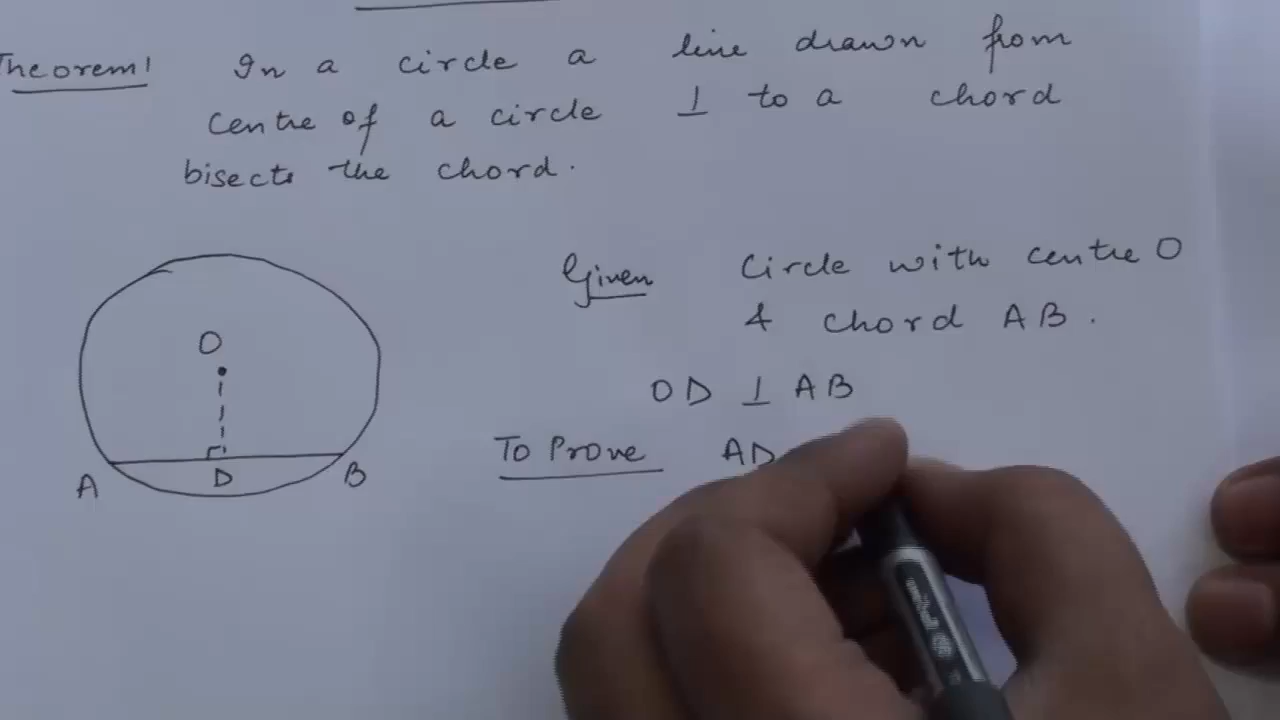 Theorem 1 In a circle a line drawn from
centre of a circle ⊥ to a chord
bisects the chord.
Given Circle with centre O
& chord AB.
OD ⊥ AB
To Prove AD
O
A D B